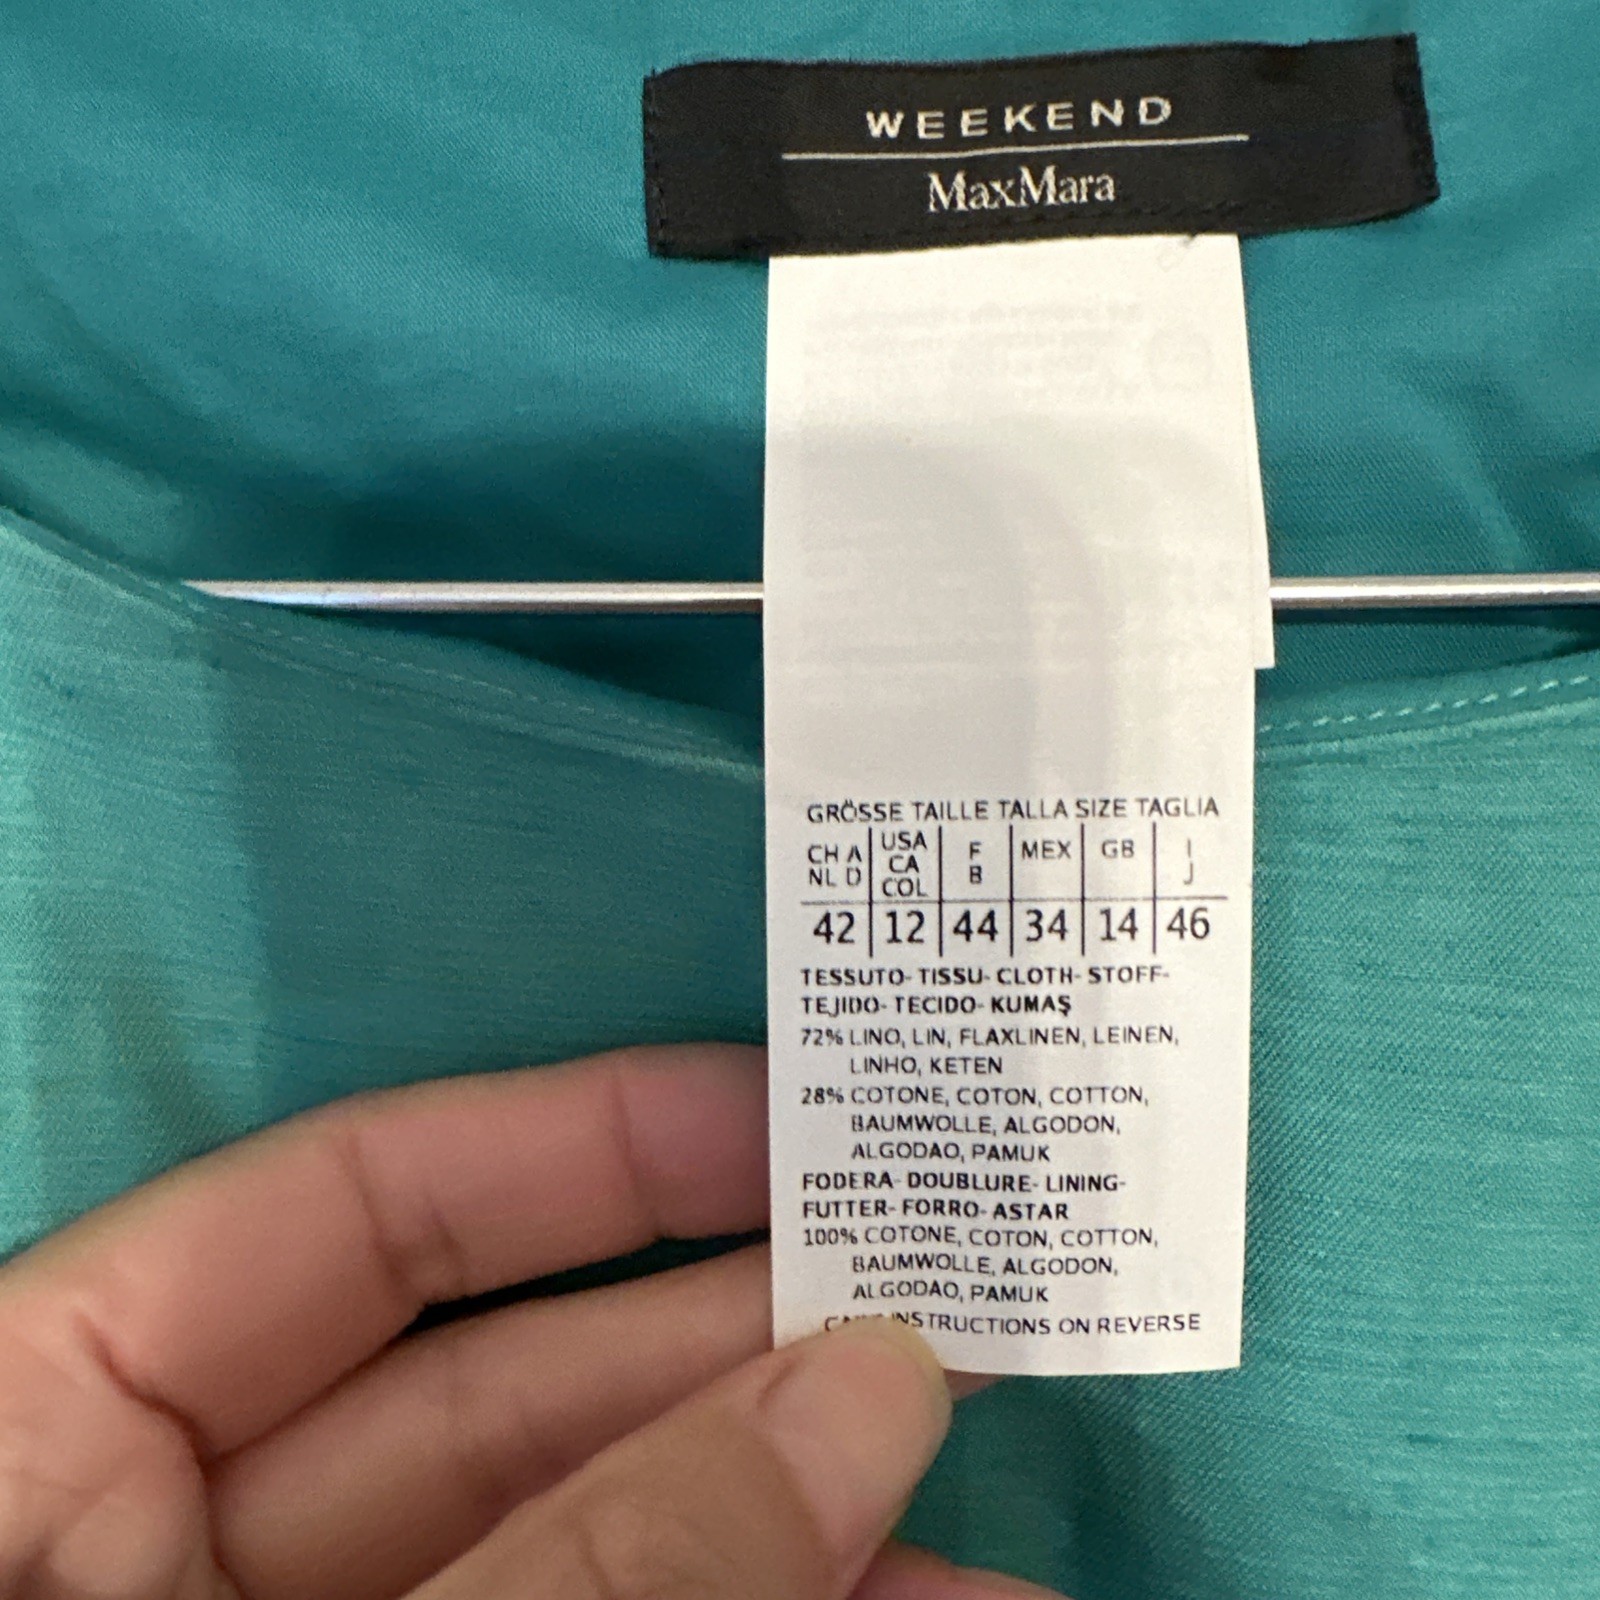 WEEKEND
MaxMara
GRÖSSE TAILLE TALLA SIZE TAGLIA
CH A USA F MEX GB I
NL D CA B J
COL
42 12 44 34 14 46
TESSUTO- TISSU- CLOTH- STOFF-
TEJIDO- TECIDO- KUMAŞ
72% LINO, LIN, FLAXLINEN, LEINEN,
LINHO, KETEN
28% COTONE, COTON, COTTON,
BAUMWOLLE, ALGODON,
ALGODAO, PAMUK
FODERA- DOUBLURE- LINING-
FUTTER- FORRO- ASTAR
100% COTONE, COTON, COTTON,
BAUMWOLLE, ALGODON,
ALGODAO, PAMUK
INSTRUCTIONS ON REVERSE